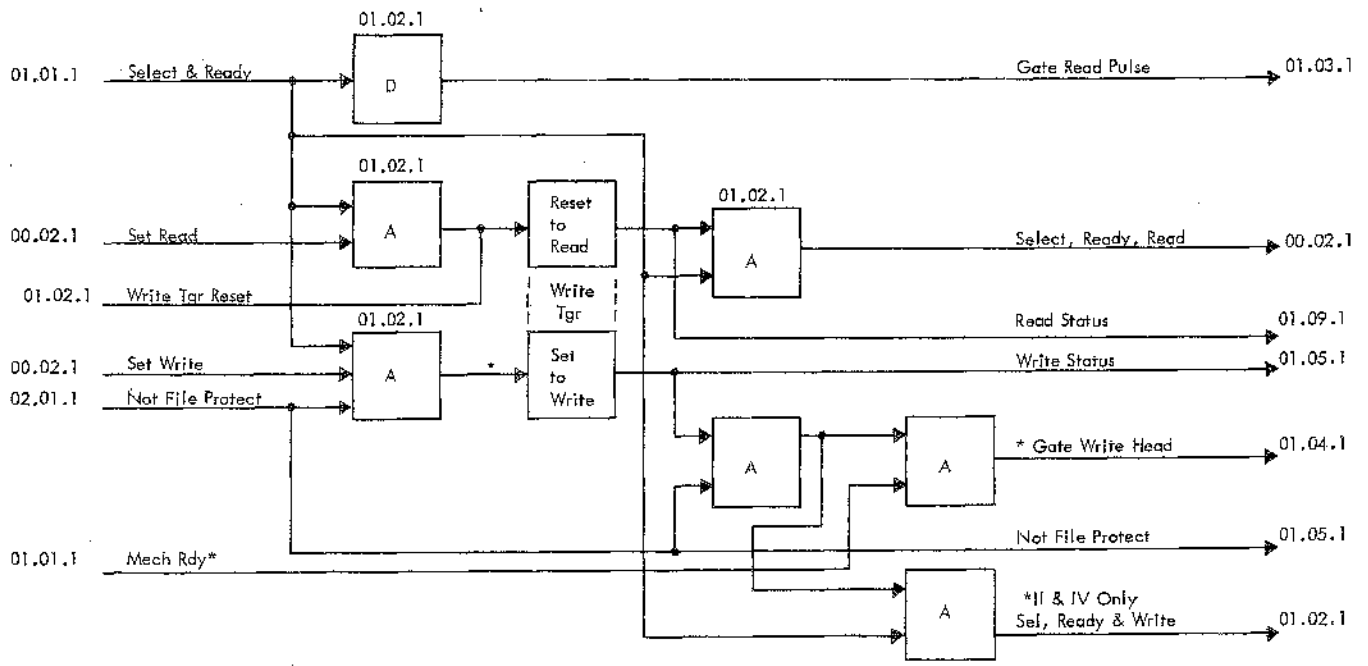 01.02.1
01.01.1 Select & Ready
D
Gate Read Pulse 01.03.1
01.02.1
00.02.1 Set Read
A
Reset
to
Read
01.02.1
A
Select, Ready, Read 00.02.1
01.02.1 Write Tgr Reset
Write
Tgr
01.02.1
Read Status 01.09.1
00.02.1 Set Write
A
*
Set
to
Write
Write Status 01.05.1
02.01.1 Not File Protect
A
A
* Gate Write Head 01.04.1
Not File Protect 01.05.1
01.01.1 Mech Rdy*
A
*II & IV Only
Sel, Ready & Write 01.02.1